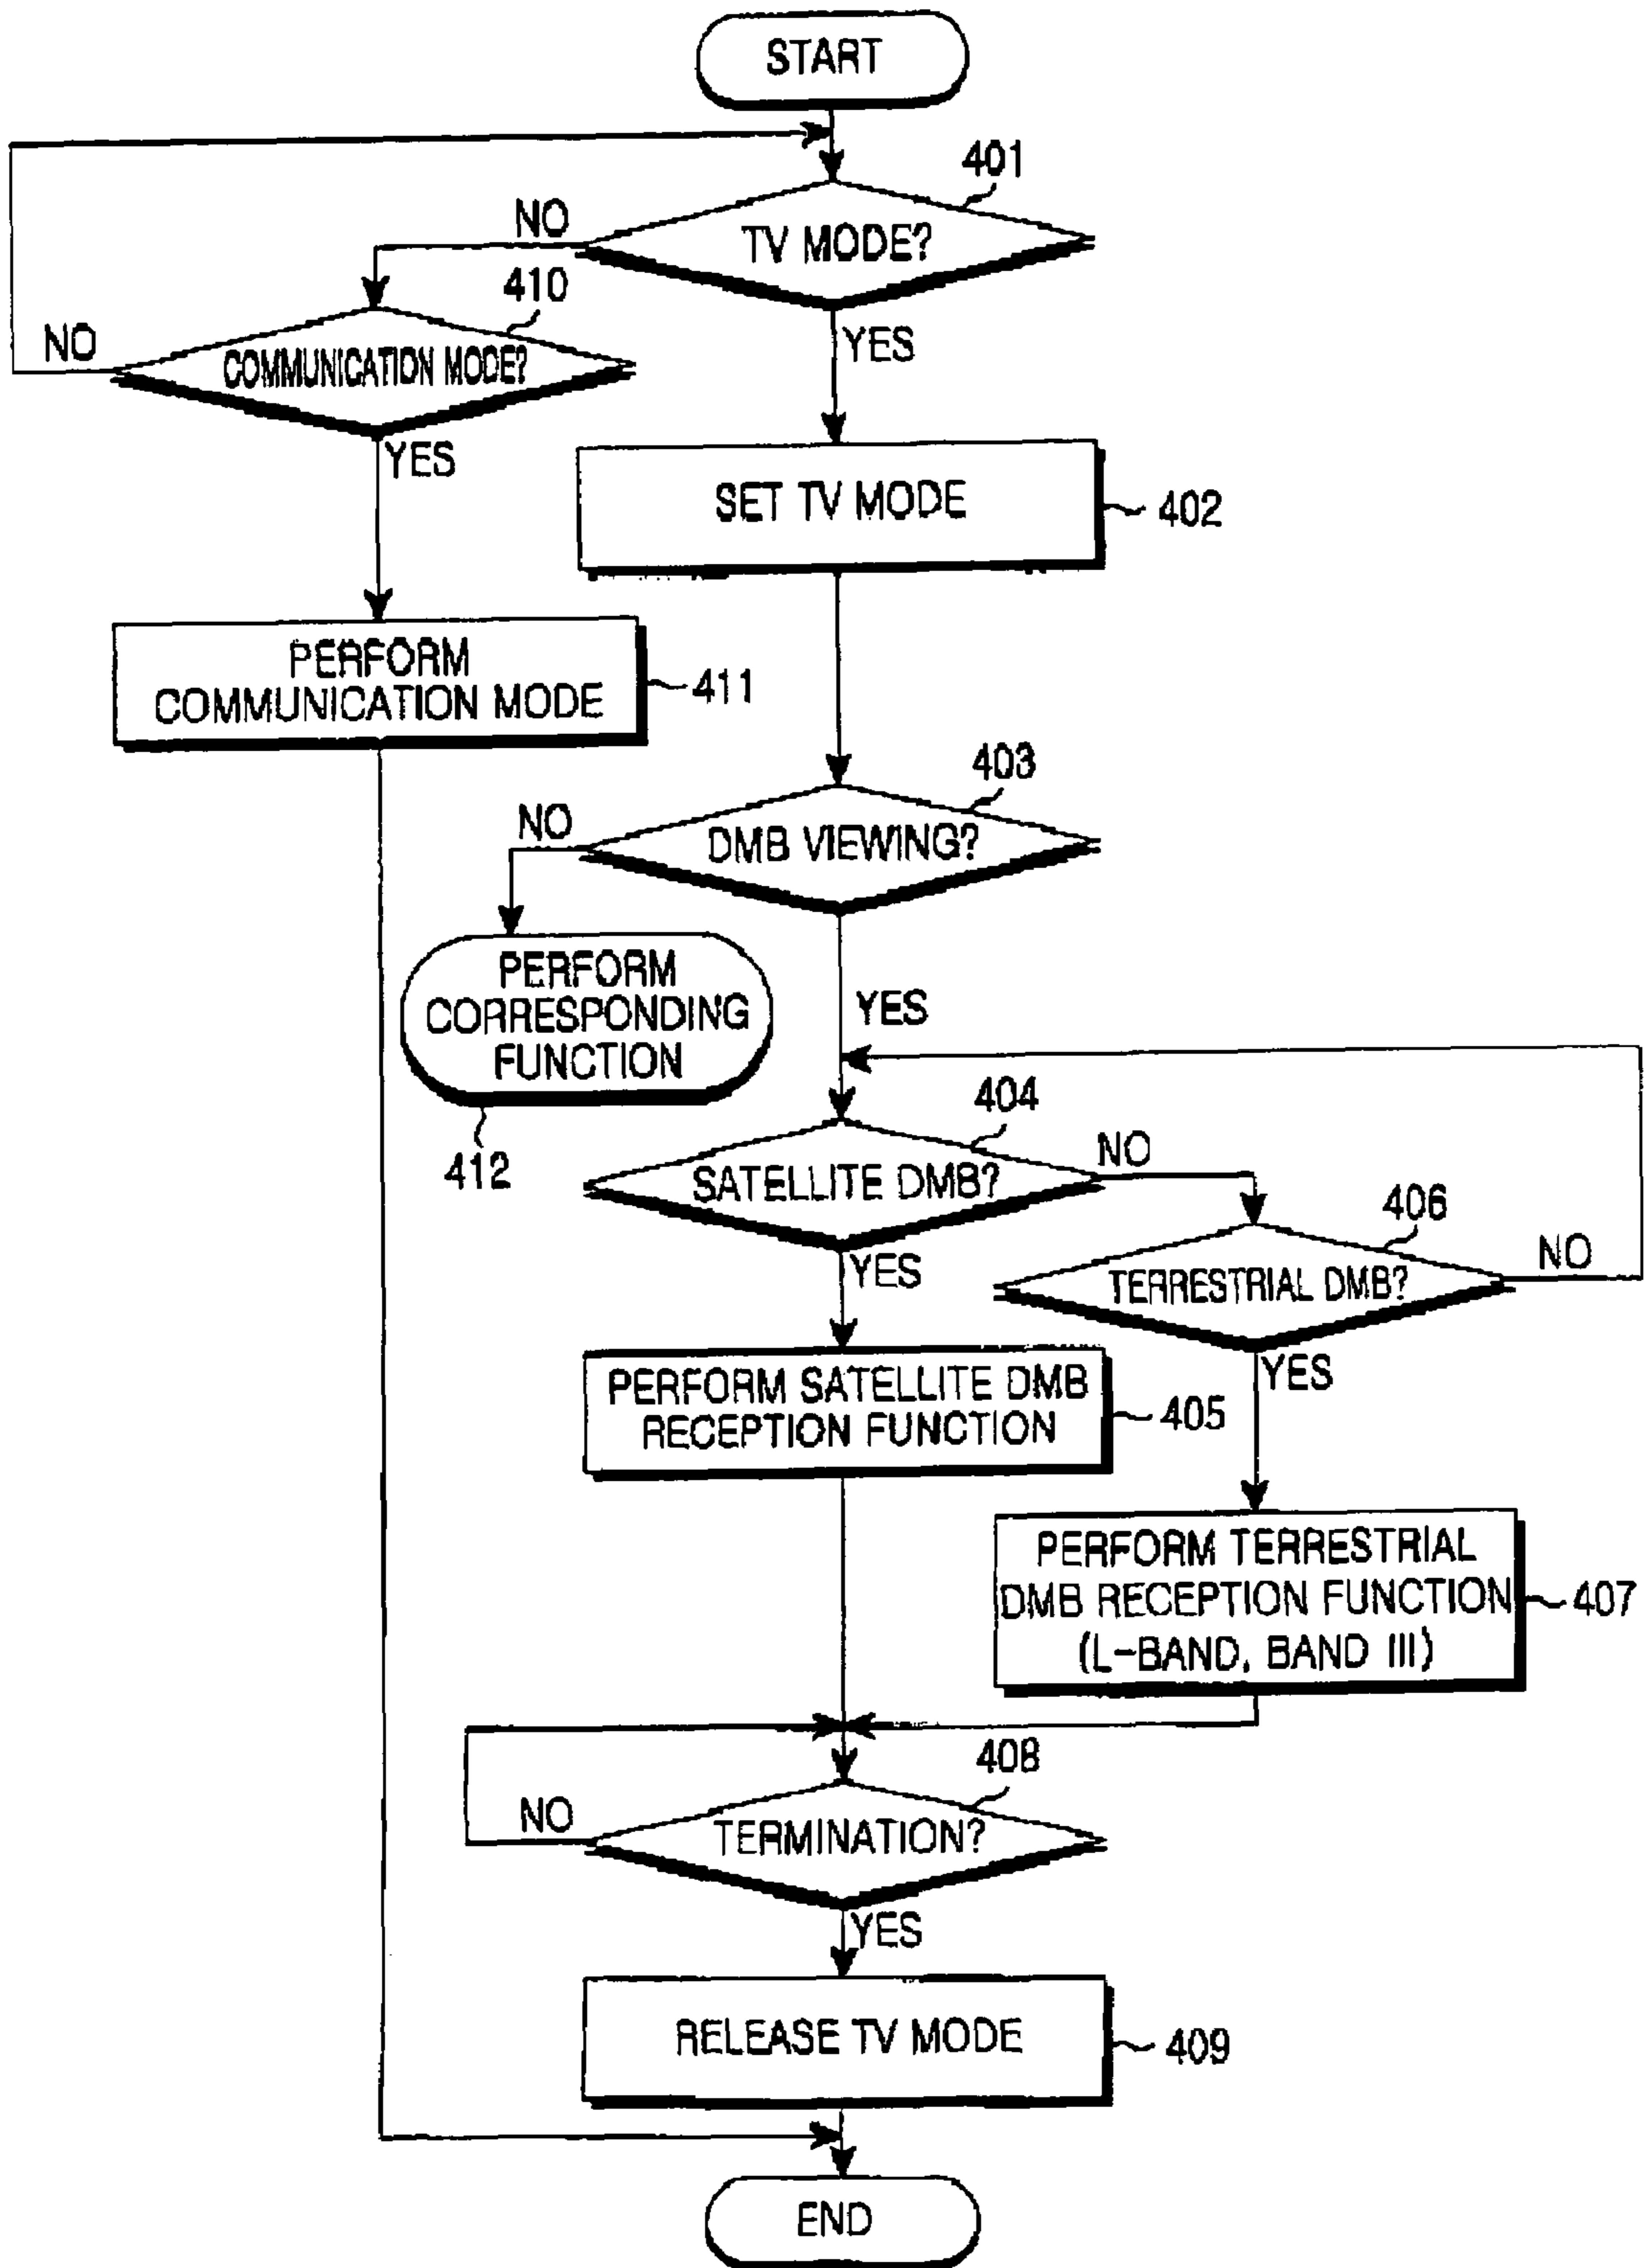 START
401
TV MODE?
NO
YES
410
COMMUNICATION MODE?
NO
YES
SET TV MODE
402
PERFORM
COMMUNICATION MODE
411
403
DMB VIEWING?
NO
YES
PERFORM
CORRESPONDING
FUNCTION
412
404
SATELLITE DMB?
NO
YES
406
TERRESTRIAL DMB?
NO
YES
PERFORM SATELLITE DMB
RECEPTION FUNCTION
405
PERFORM TERRESTRIAL
DMB RECEPTION FUNCTION
(L-BAND, BAND III)
407
408
TERMINATION?
NO
YES
RELEASE TV MODE
409
END